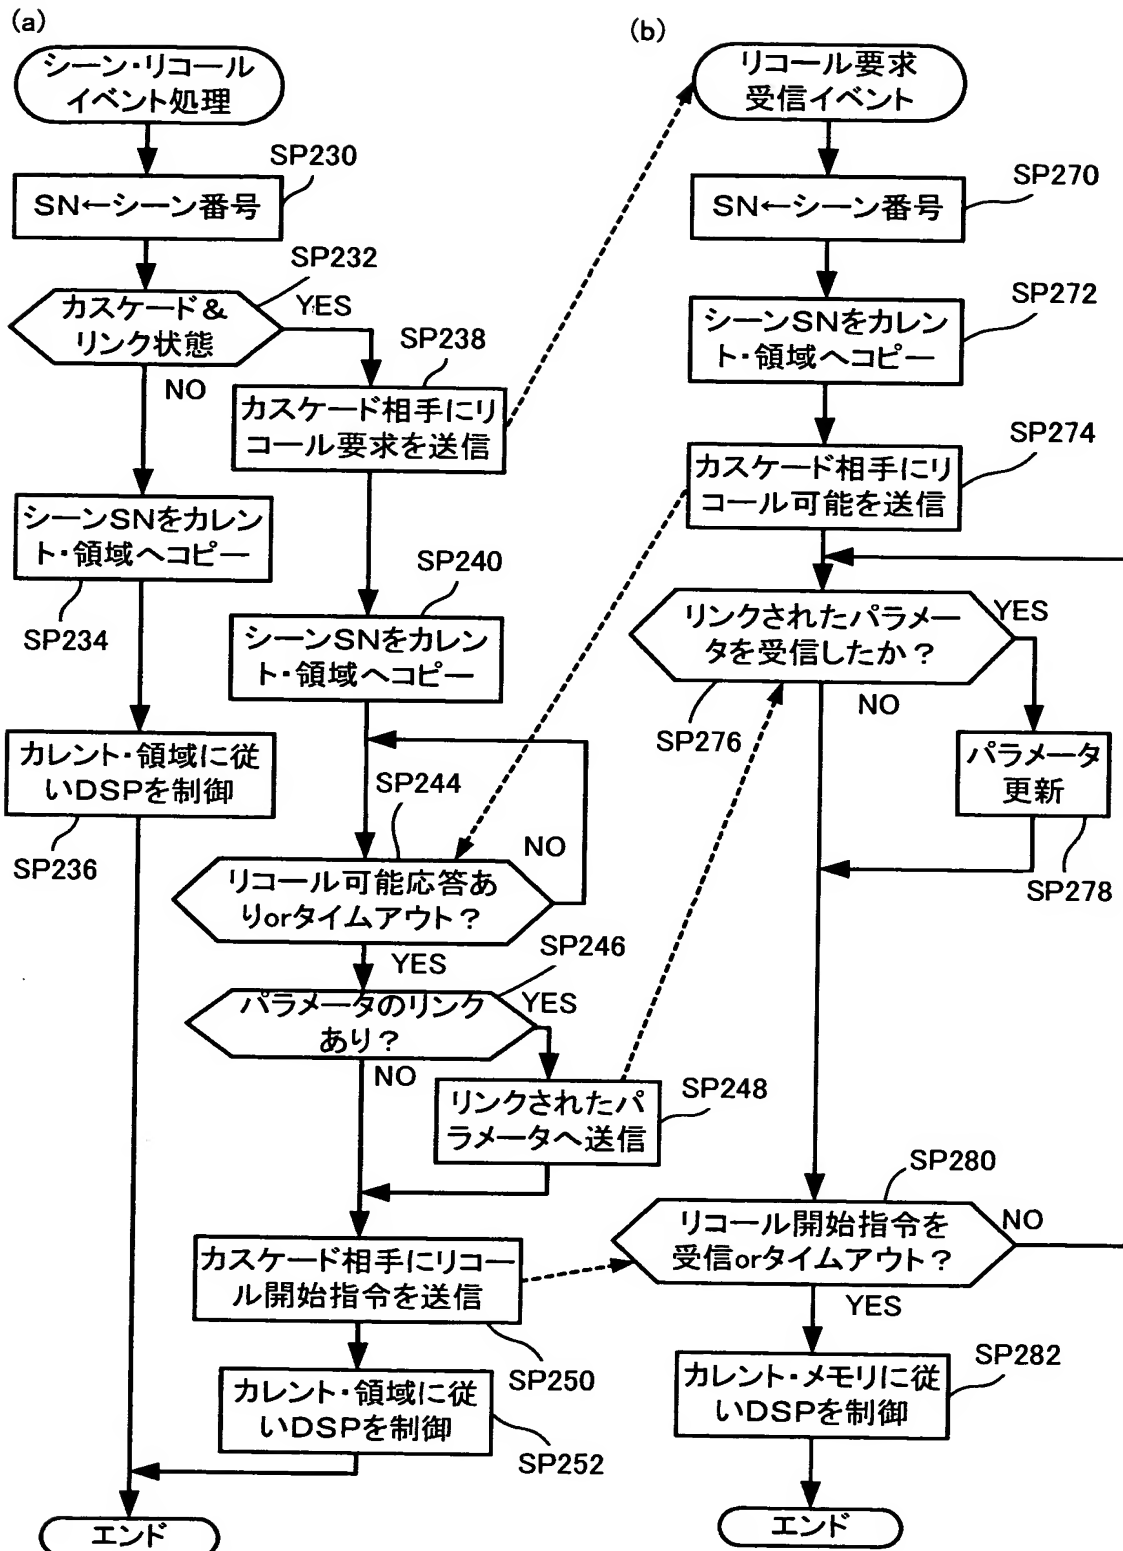 (a)
シーン・リコール
イベント処理
SP230
SN←シーン番号
SP232
カスケード&
リンク状態
YES
NO
SP238
カスケード相手にリ
コール要求を送信
シーンSNをカレン
ト・領域へコピー
SP234
SP240
シーンSNをカレン
ト・領域へコピー
カレント・領域に従
いDSPを制御
SP236
SP244
NO
リコール可能応答あ
りorタイムアウト?
YES
SP246
パラメータのリンク
あり?
YES
NO
SP248
リンクされたパ
ラメータへ送信
カスケード相手にリコー
ル開始指令を送信
SP250
カレント・領域に従
いDSPを制御
SP252
エンド
(b)
リコール要求
受信イベント
SP270
SN←シーン番号
SP272
シーンSNをカレン
ト・領域へコピー
SP274
カスケード相手にリ
コール可能を送信
リンクされたパラメー
タを受信したか?
YES
NO
SP276
パラメータ
更新
SP278
SP280
リコール開始指令を
受信orタイムアウト?
NO
YES
SP282
カレント・メモリに従
いDSPを制御
エンド